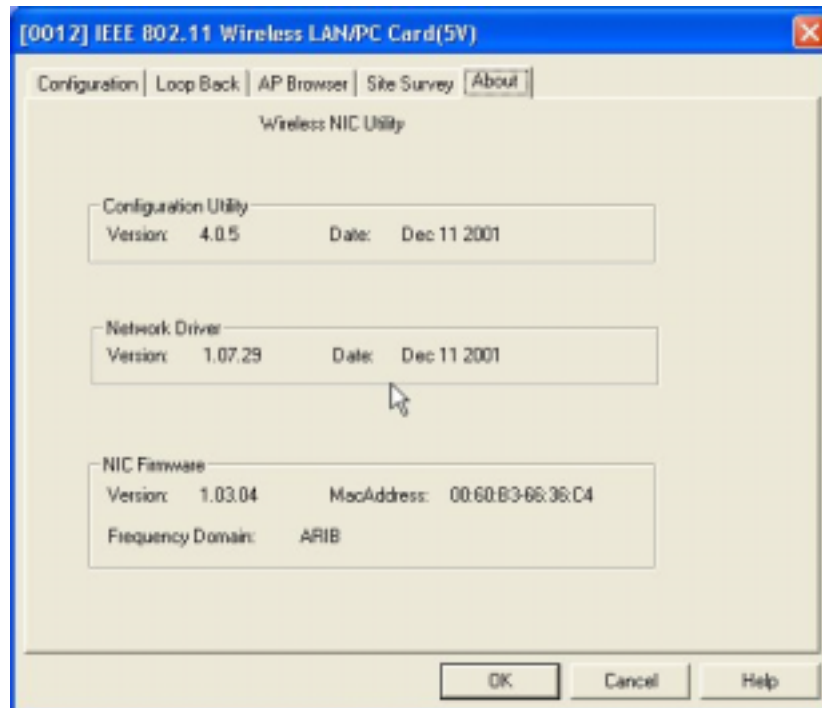 [0012] IEEE 802.11 Wireless LAN/PC Card(5V)
Configuration Loop Back AP Browser Site Survey About
Wireless NIC Utility
Configuration Utility
Version: 4.0.5 Date: Dec 11 2001
Network Driver
Version: 1.07.29 Date: Dec 11 2001
NIC Firmware
Version: 1.03.04 MacAddress: 00:60:B3-66:36:C4
Frequency Domain: ARIB
OK Cancel Help